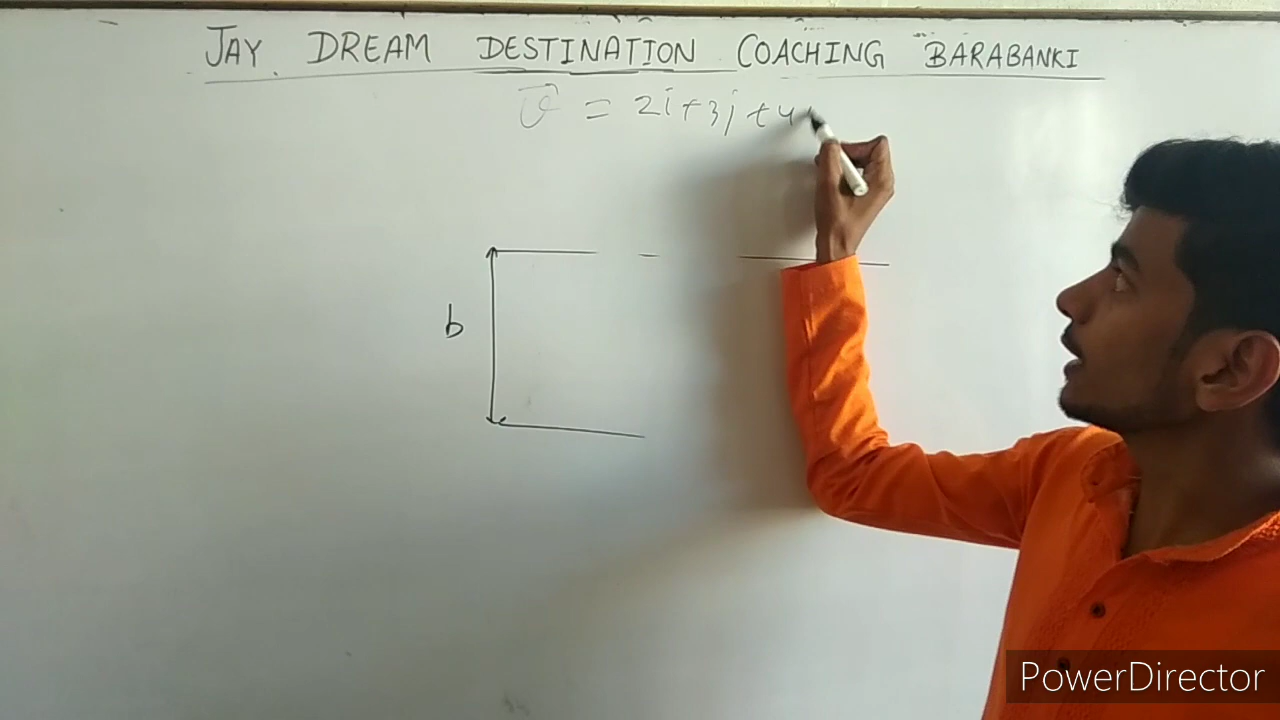 JAY DREAM DESTINATION COACHING BARABANKI
= 2i+3j+4
b
PowerDirector